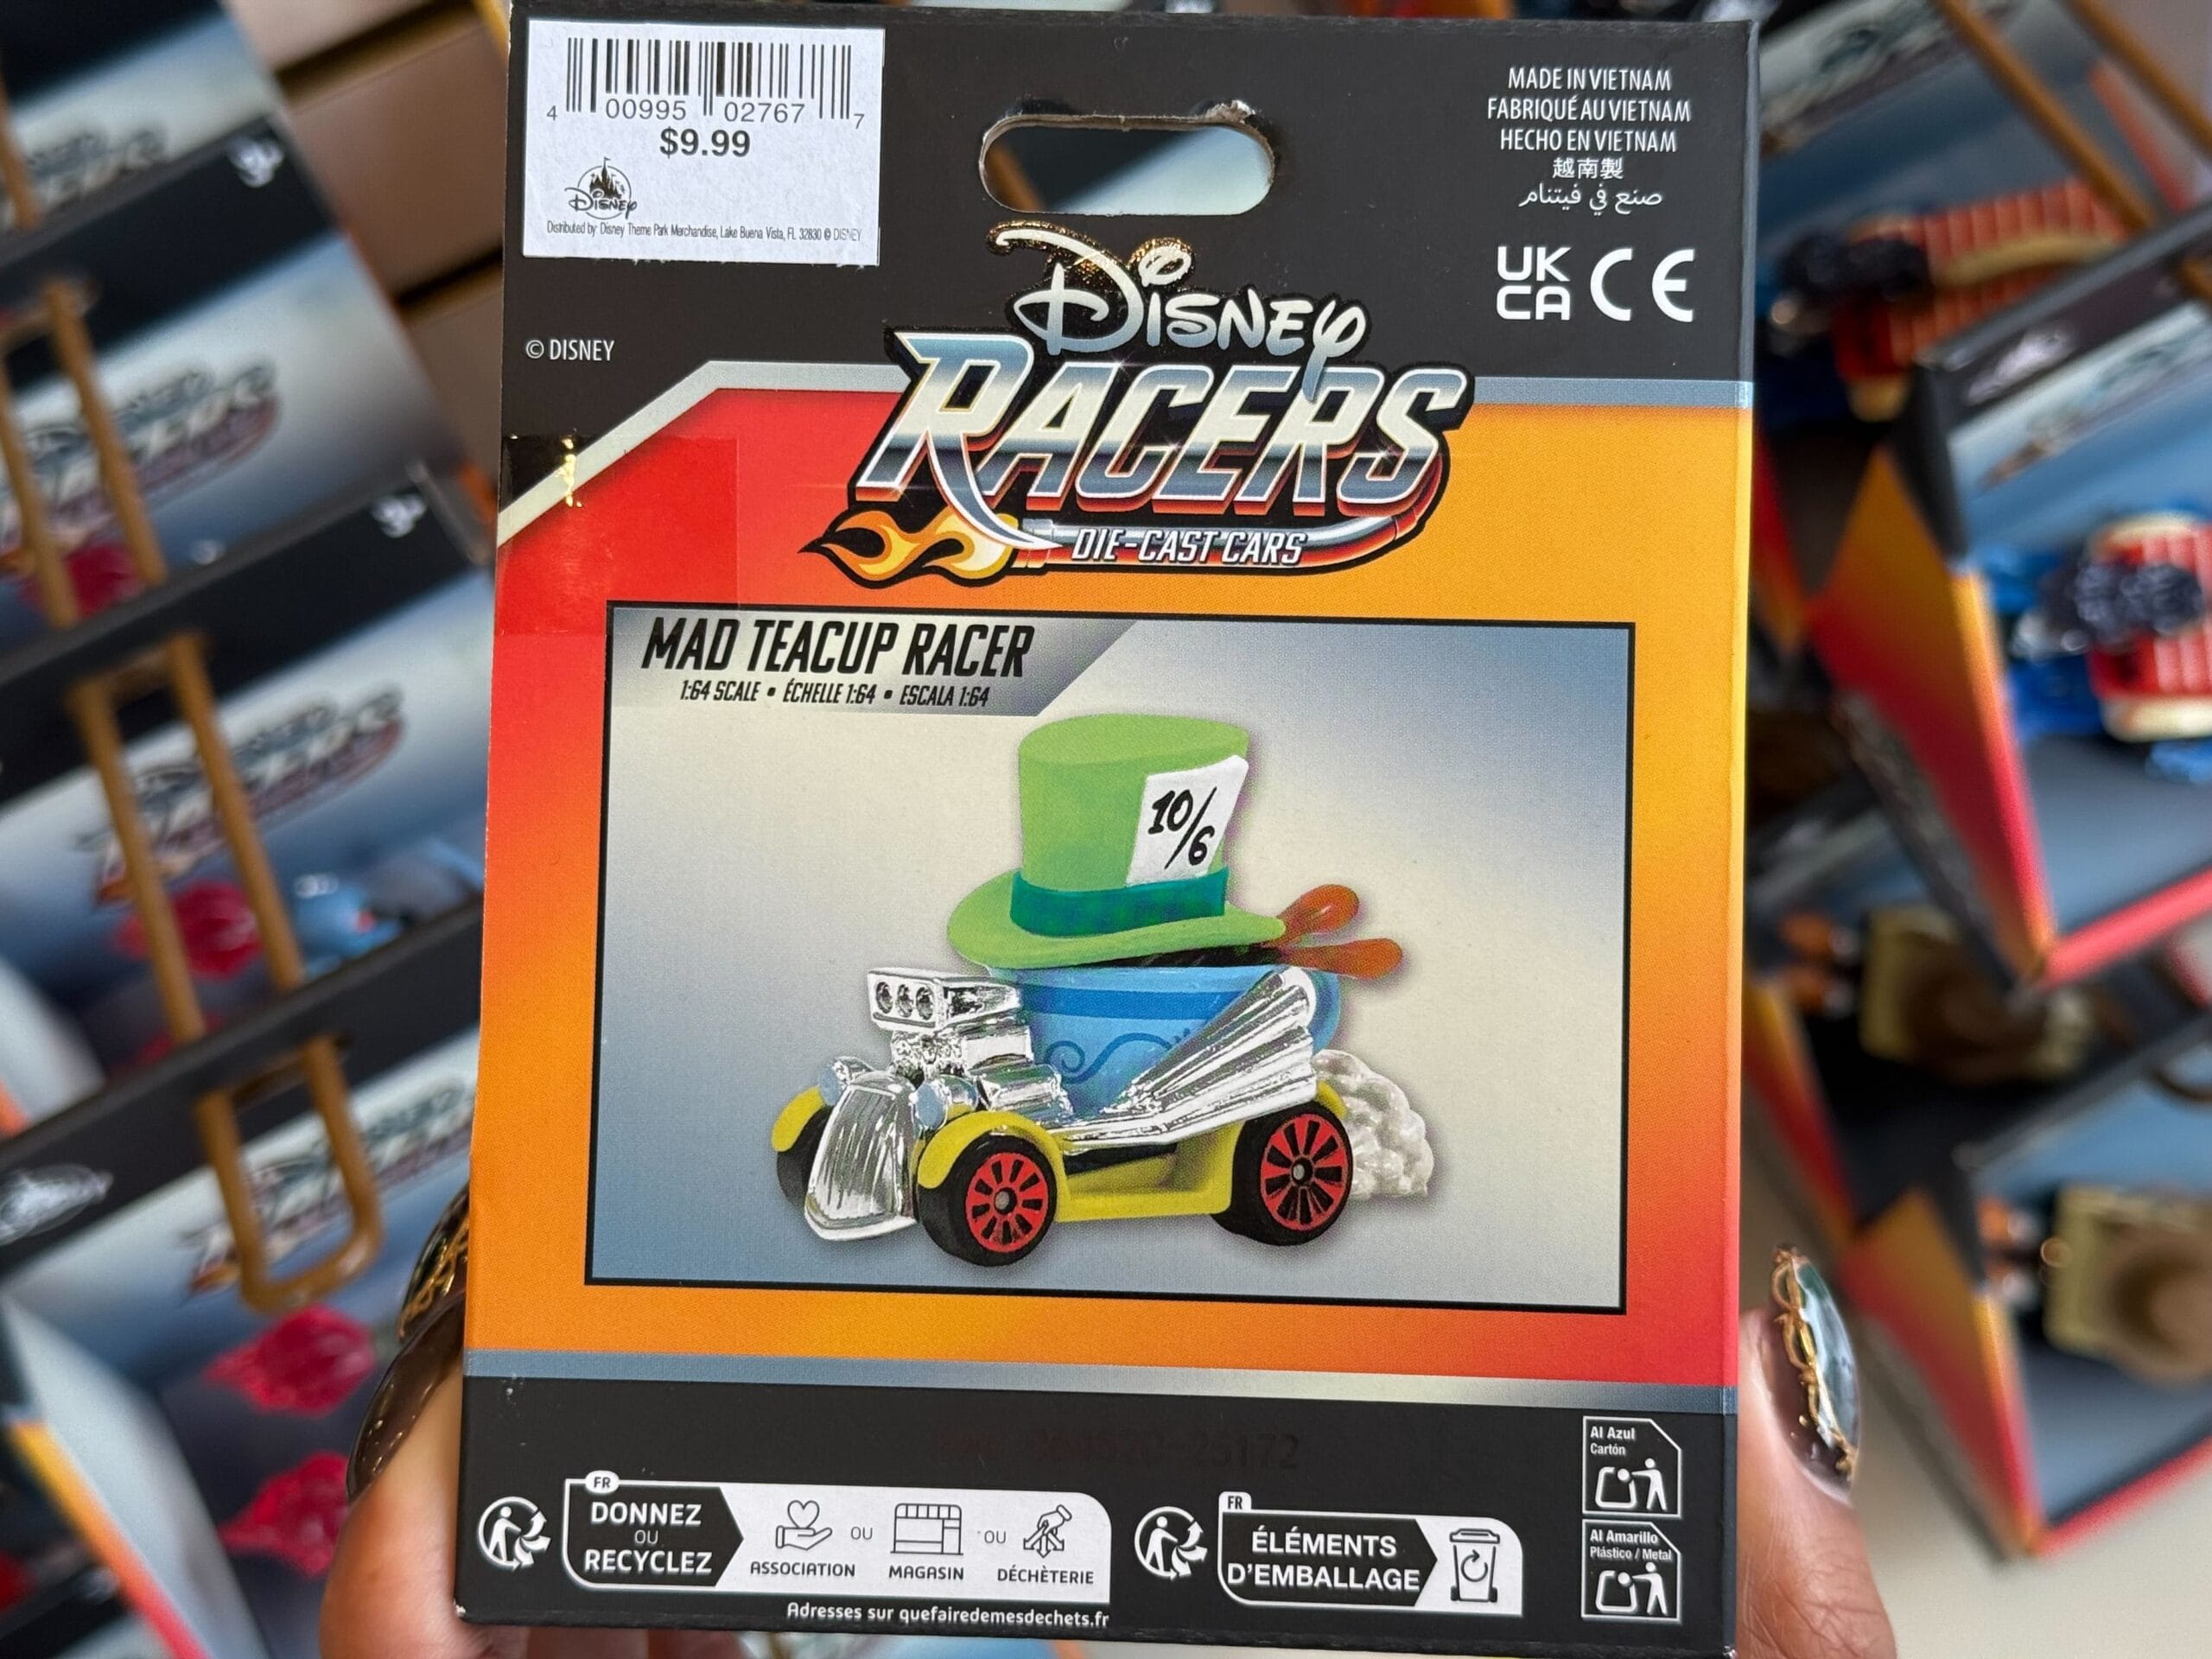 4 00995 02767 7
$9.99
Disney
Distributed by: Disney Theme Park Merchandise, Lake Buena Vista, FL 32830 © DISNEY
MADE IN VIETNAM
FABRIQUÉ AU VIETNAM
HECHO EN VIETNAM
越南製
صنع في فيتنام
UK
CA CE
© DISNEY
DISNEY
RACERS
DIE-CAST CARS
MAD TEACUP RACER
1:64 SCALE • ÉCHELLE 1:64 • ESCALA 1:64
10/6
FR
DONNEZ
OU
RECYCLEZ
ASSOCIATION OU MAGASIN OU DÉCHÈTERIE
Adresses sur quefairedemesdechets.fr
FR
ÉLÉMENTS
D'EMBALLAGE
Al Azul
Cartón
Al Amarillo
Plástico / Metal